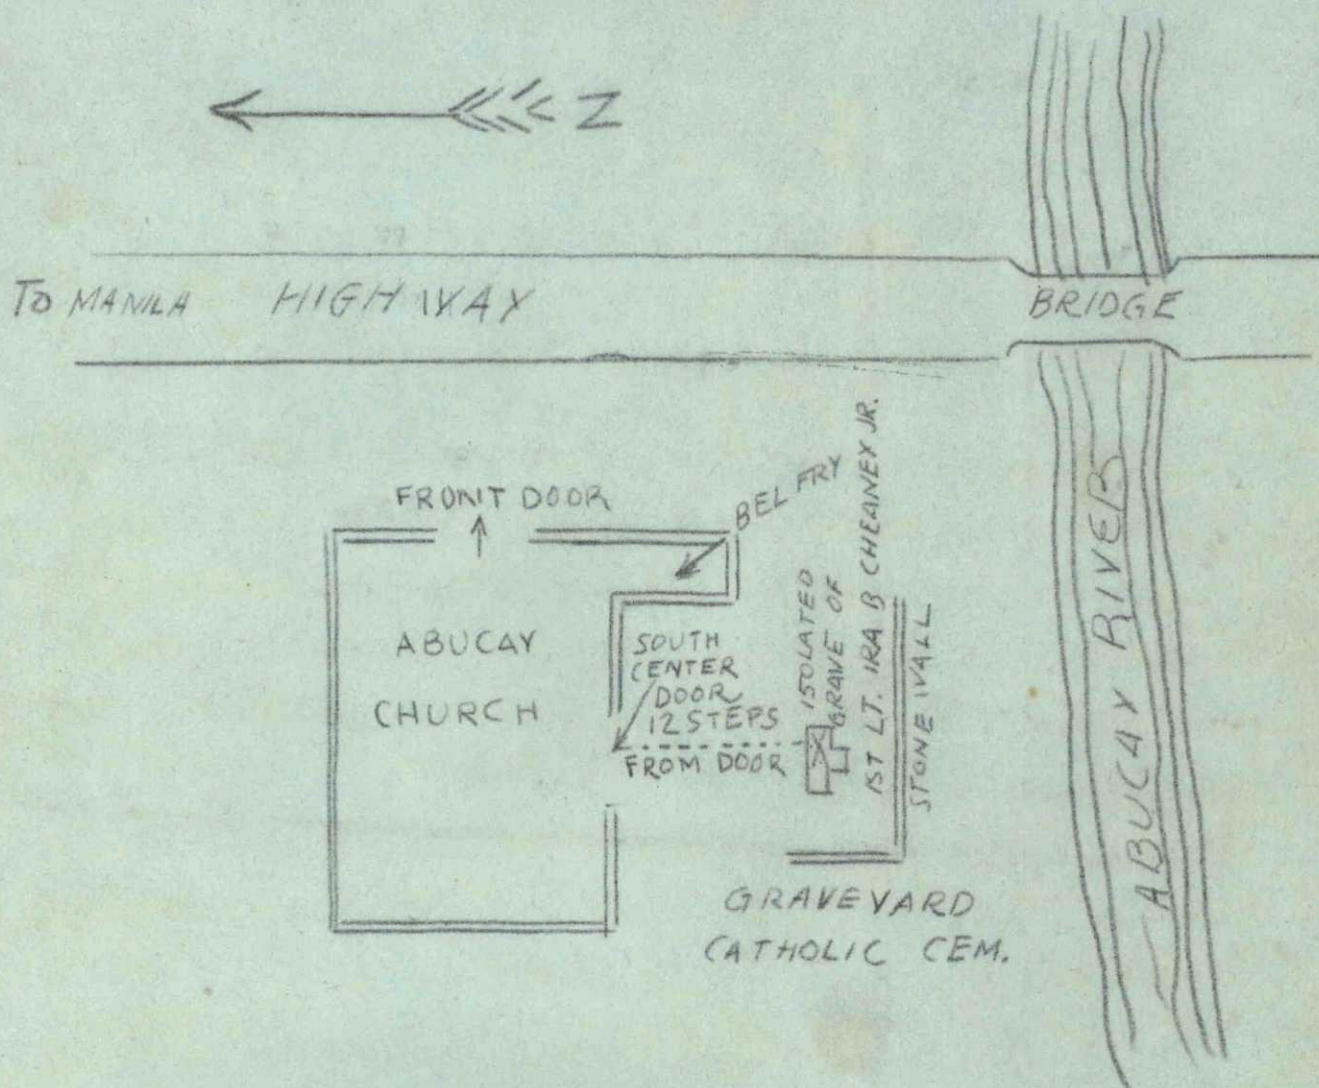 N
TO MANILA HIGHWAY
BRIDGE
FRONT DOOR
BELFRY
ABUCAY
CHURCH
SOUTH
CENTER
DOOR
12 STEPS
FROM DOOR
ISOLATED
GRAVE OF
1ST LT. IRA B CHEANEY JR.
STONE WALL
ABUCAY RIVER
GRAVEYARD
CATHOLIC CEM.